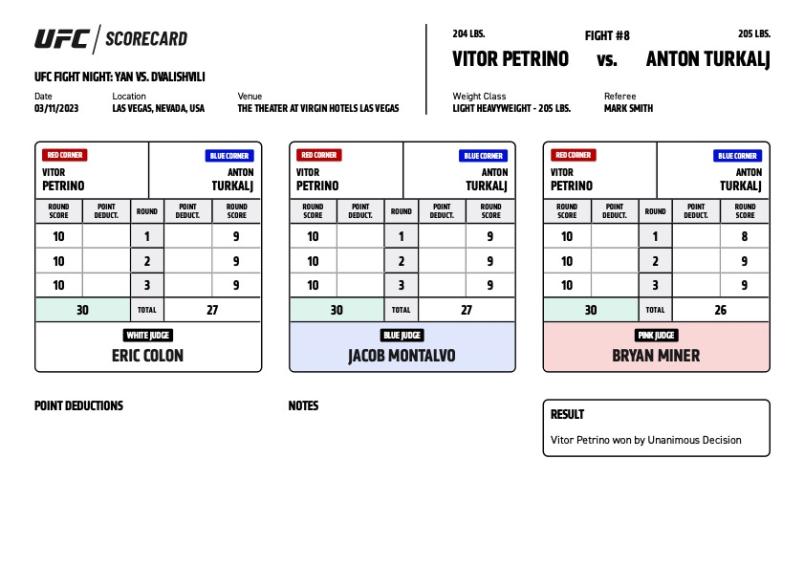 UFC / SCORECARD
UFC FIGHT NIGHT: YAN VS. DVALISHVILI
Date Location Venue
03/11/2023 LAS VEGAS, NEVADA, USA THE THEATER AT VIRGIN HOTELS LAS VEGAS
204 LBS. FIGHT #8 205 LBS.
VITOR PETRINO VS. ANTON TURKALJ
Weight Class Referee
LIGHT HEAVYWEIGHT - 205 LBS. MARK SMITH
RED CORNER BLUE CORNER
VITOR ANTON
PETRINO TURKALJ
ROUND POINT ROUND POINT ROUND
SCORE DEDUCT. DEDUCT. SCORE
10 1 9
10 2 9
10 3 9
30 TOTAL 27
WHITE JUDGE
ERIC COLON
RED CORNER BLUE CORNER
VITOR ANTON
PETRINO TURKALJ
ROUND POINT ROUND POINT ROUND
SCORE DEDUCT. DEDUCT. SCORE
10 1 9
10 2 9
10 3 9
30 TOTAL 27
BLUE JUDGE
JACOB MONTALVO
RED CORNER BLUE CORNER
VITOR ANTON
PETRINO TURKALJ
ROUND POINT ROUND POINT ROUND
SCORE DEDUCT. DEDUCT. SCORE
10 1 8
10 2 9
10 3 9
30 TOTAL 26
PINK JUDGE
BRYAN MINER
POINT DEDUCTIONS
NOTES
RESULT
Vitor Petrino won by Unanimous Decision